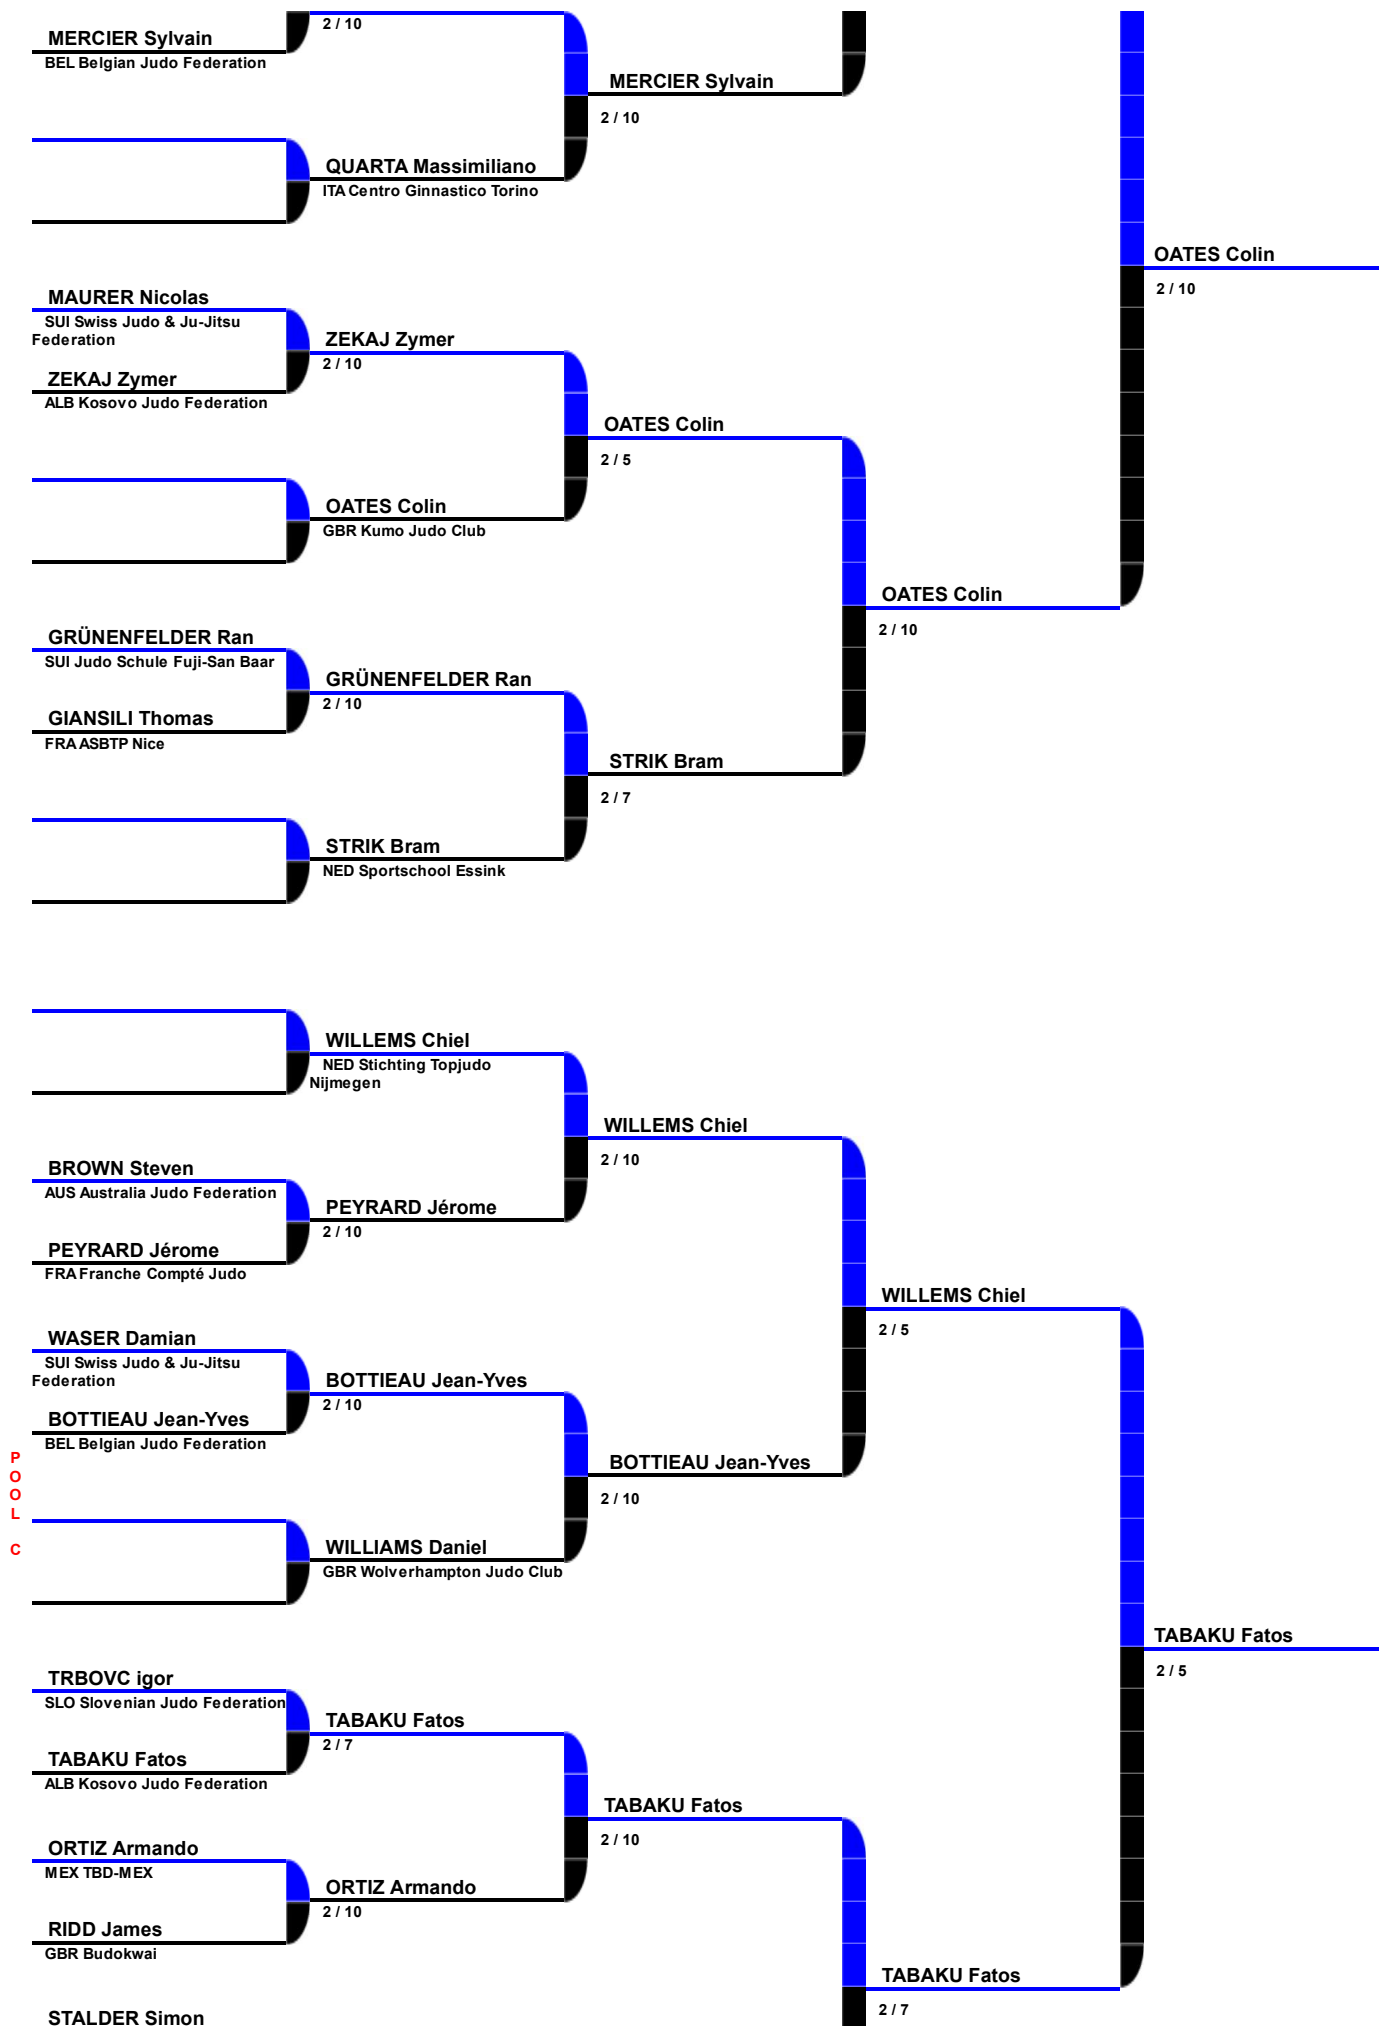 2 / 10
MERCIER Sylvain
BEL Belgian Judo Federation
MERCIER Sylvain
2 / 10
QUARTA Massimiliano
ITA Centro Ginnastico Torino
OATES Colin
2 / 10
MAURER Nicolas
SUI Swiss Judo & Ju-Jitsu
Federation
ZEKAJ Zymer
2 / 10
ZEKAJ Zymer
ALB Kosovo Judo Federation
OATES Colin
2 / 5
OATES Colin
GBR Kumo Judo Club
OATES Colin
2 / 10
GRÜNENFELDER Ran
SUI Judo Schule Fuji-San Baar
GRÜNENFELDER Ran
2 / 10
GIANSILI Thomas
FRA ASBTP Nice
STRIK Bram
2 / 7
STRIK Bram
NED Sportschool Essink
WILLEMS Chiel
NED Stichting Topjudo
Nijmegen
WILLEMS Chiel
2 / 10
BROWN Steven
AUS Australia Judo Federation
PEYRARD Jérome
2 / 10
PEYRARD Jérome
FRA Franche Compté Judo
WILLEMS Chiel
2 / 5
WASER Damian
SUI Swiss Judo & Ju-Jitsu
Federation
BOTTIEAU Jean-Yves
2 / 10
BOTTIEAU Jean-Yves
BEL Belgian Judo Federation
BOTTIEAU Jean-Yves
2 / 10
P
O
O
L
C
WILLIAMS Daniel
GBR Wolverhampton Judo Club
TABAKU Fatos
2 / 5
TRBOVC igor
SLO Slovenian Judo Federation
TABAKU Fatos
2 / 7
TABAKU Fatos
ALB Kosovo Judo Federation
TABAKU Fatos
2 / 10
ORTIZ Armando
MEX TBD-MEX
ORTIZ Armando
2 / 10
RIDD James
GBR Budokwai
TABAKU Fatos
2 / 7
STALDER Simon